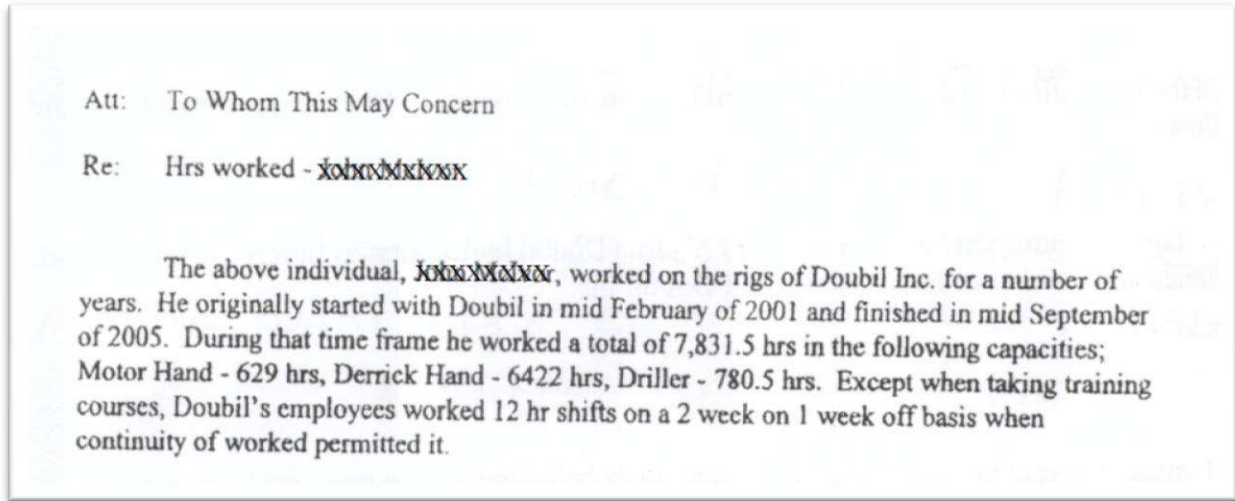 Att: To Whom This May Concern
Re: Hrs worked -
The above individual, , worked on the rigs of Doubil Inc. for a number of
years. He originally started with Doubil in mid February of 2001 and finished in mid September
of 2005. During that time frame he worked a total of 7,831.5 hrs in the following capacities;
Motor Hand - 629 hrs, Derrick Hand - 6422 hrs, Driller - 780.5 hrs. Except when taking training
courses, Doubil's employees worked 12 hr shifts on a 2 week on 1 week off basis when
continuity of worked permitted it.